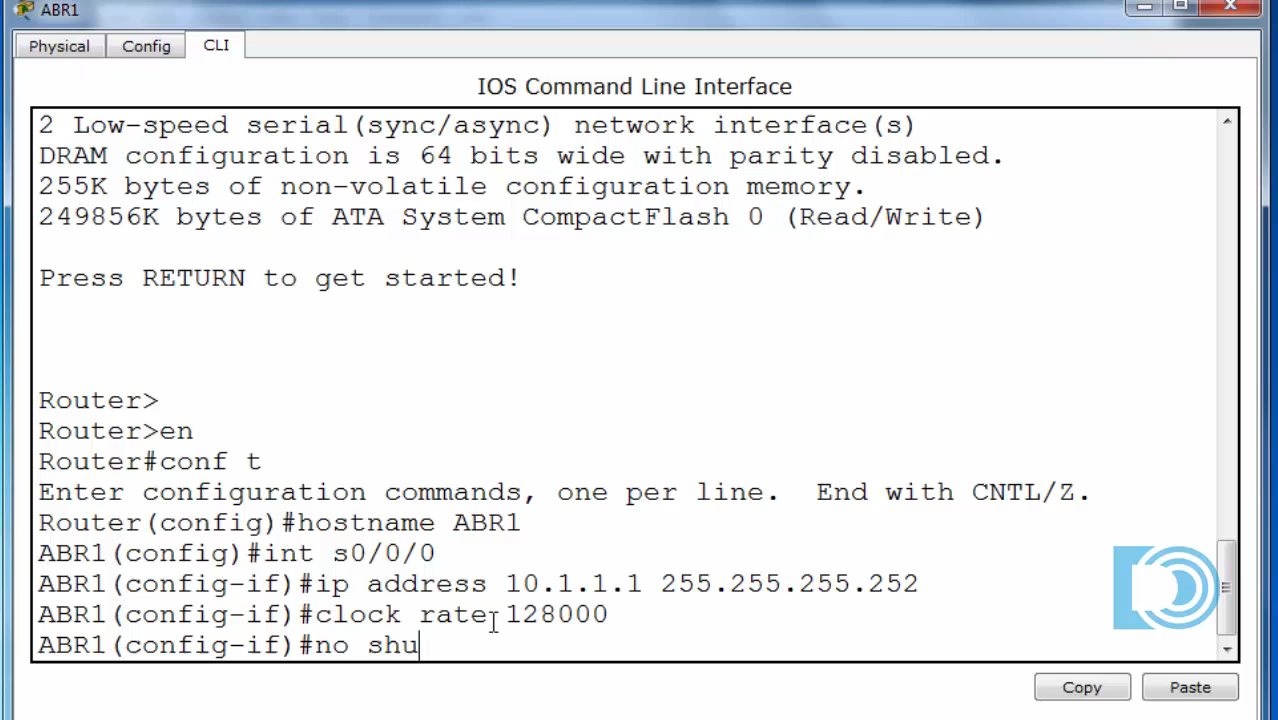 ABR1
Physical
Config
CLI
IOS Command Line Interface
2 Low-speed serial(sync/async) network interface(s)
DRAM configuration is 64 bits wide with parity disabled.
255K bytes of non-volatile configuration memory.
249856K bytes of ATA System CompactFlash 0 (Read/Write)
Press RETURN to get started!
Router>
Router>en
Router#conf t
Enter configuration commands, one per line.  End with CNTL/Z.
Router(config)#hostname ABR1
ABR1(config)#int s0/0/0
ABR1(config-if)#ip address 10.1.1.1 255.255.255.252
ABR1(config-if)#clock rate 128000
ABR1(config-if)#no shu
Copy
Paste